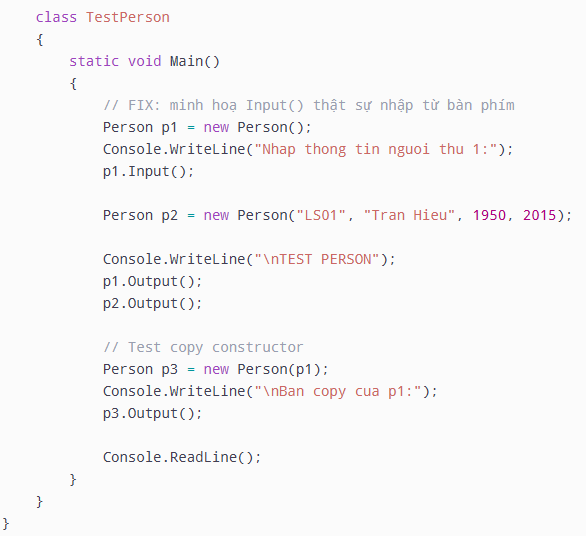 class TestPerson
{
static void Main()
{
// FIX: minh hoạ Input() thật sự nhập từ bàn phím
Person p1 = new Person();
Console.WriteLine("Nhap thong tin nguoi thu 1:");
p1.Input();
Person p2 = new Person("LS01", "Tran Hieu", 1950, 2015);
Console.WriteLine("\nTEST PERSON");
p1.Output();
p2.Output();
// Test copy constructor
Person p3 = new Person(p1);
Console.WriteLine("\nBan copy cua p1:");
p3.Output();
Console.ReadLine();
}
}
}